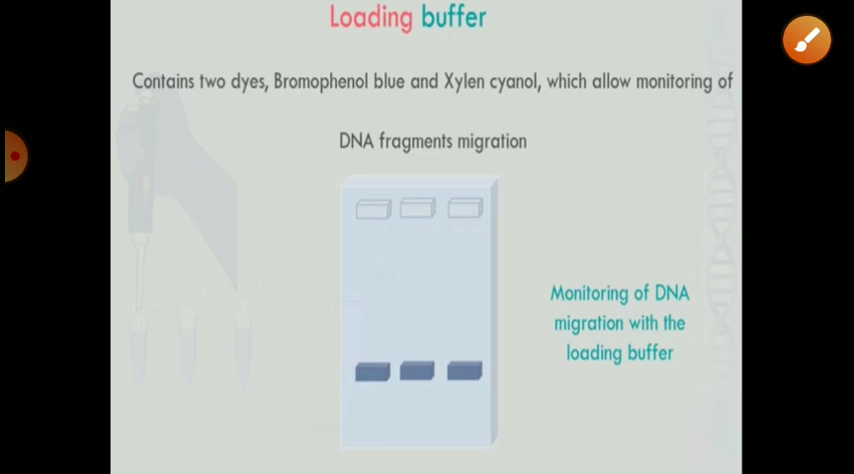 Loading buffer
Contains two dyes, Bromophenol blue and Xylen cyanol, which allow monitoring of
DNA fragments migration
Monitoring of DNA
migration with the
loading buffer